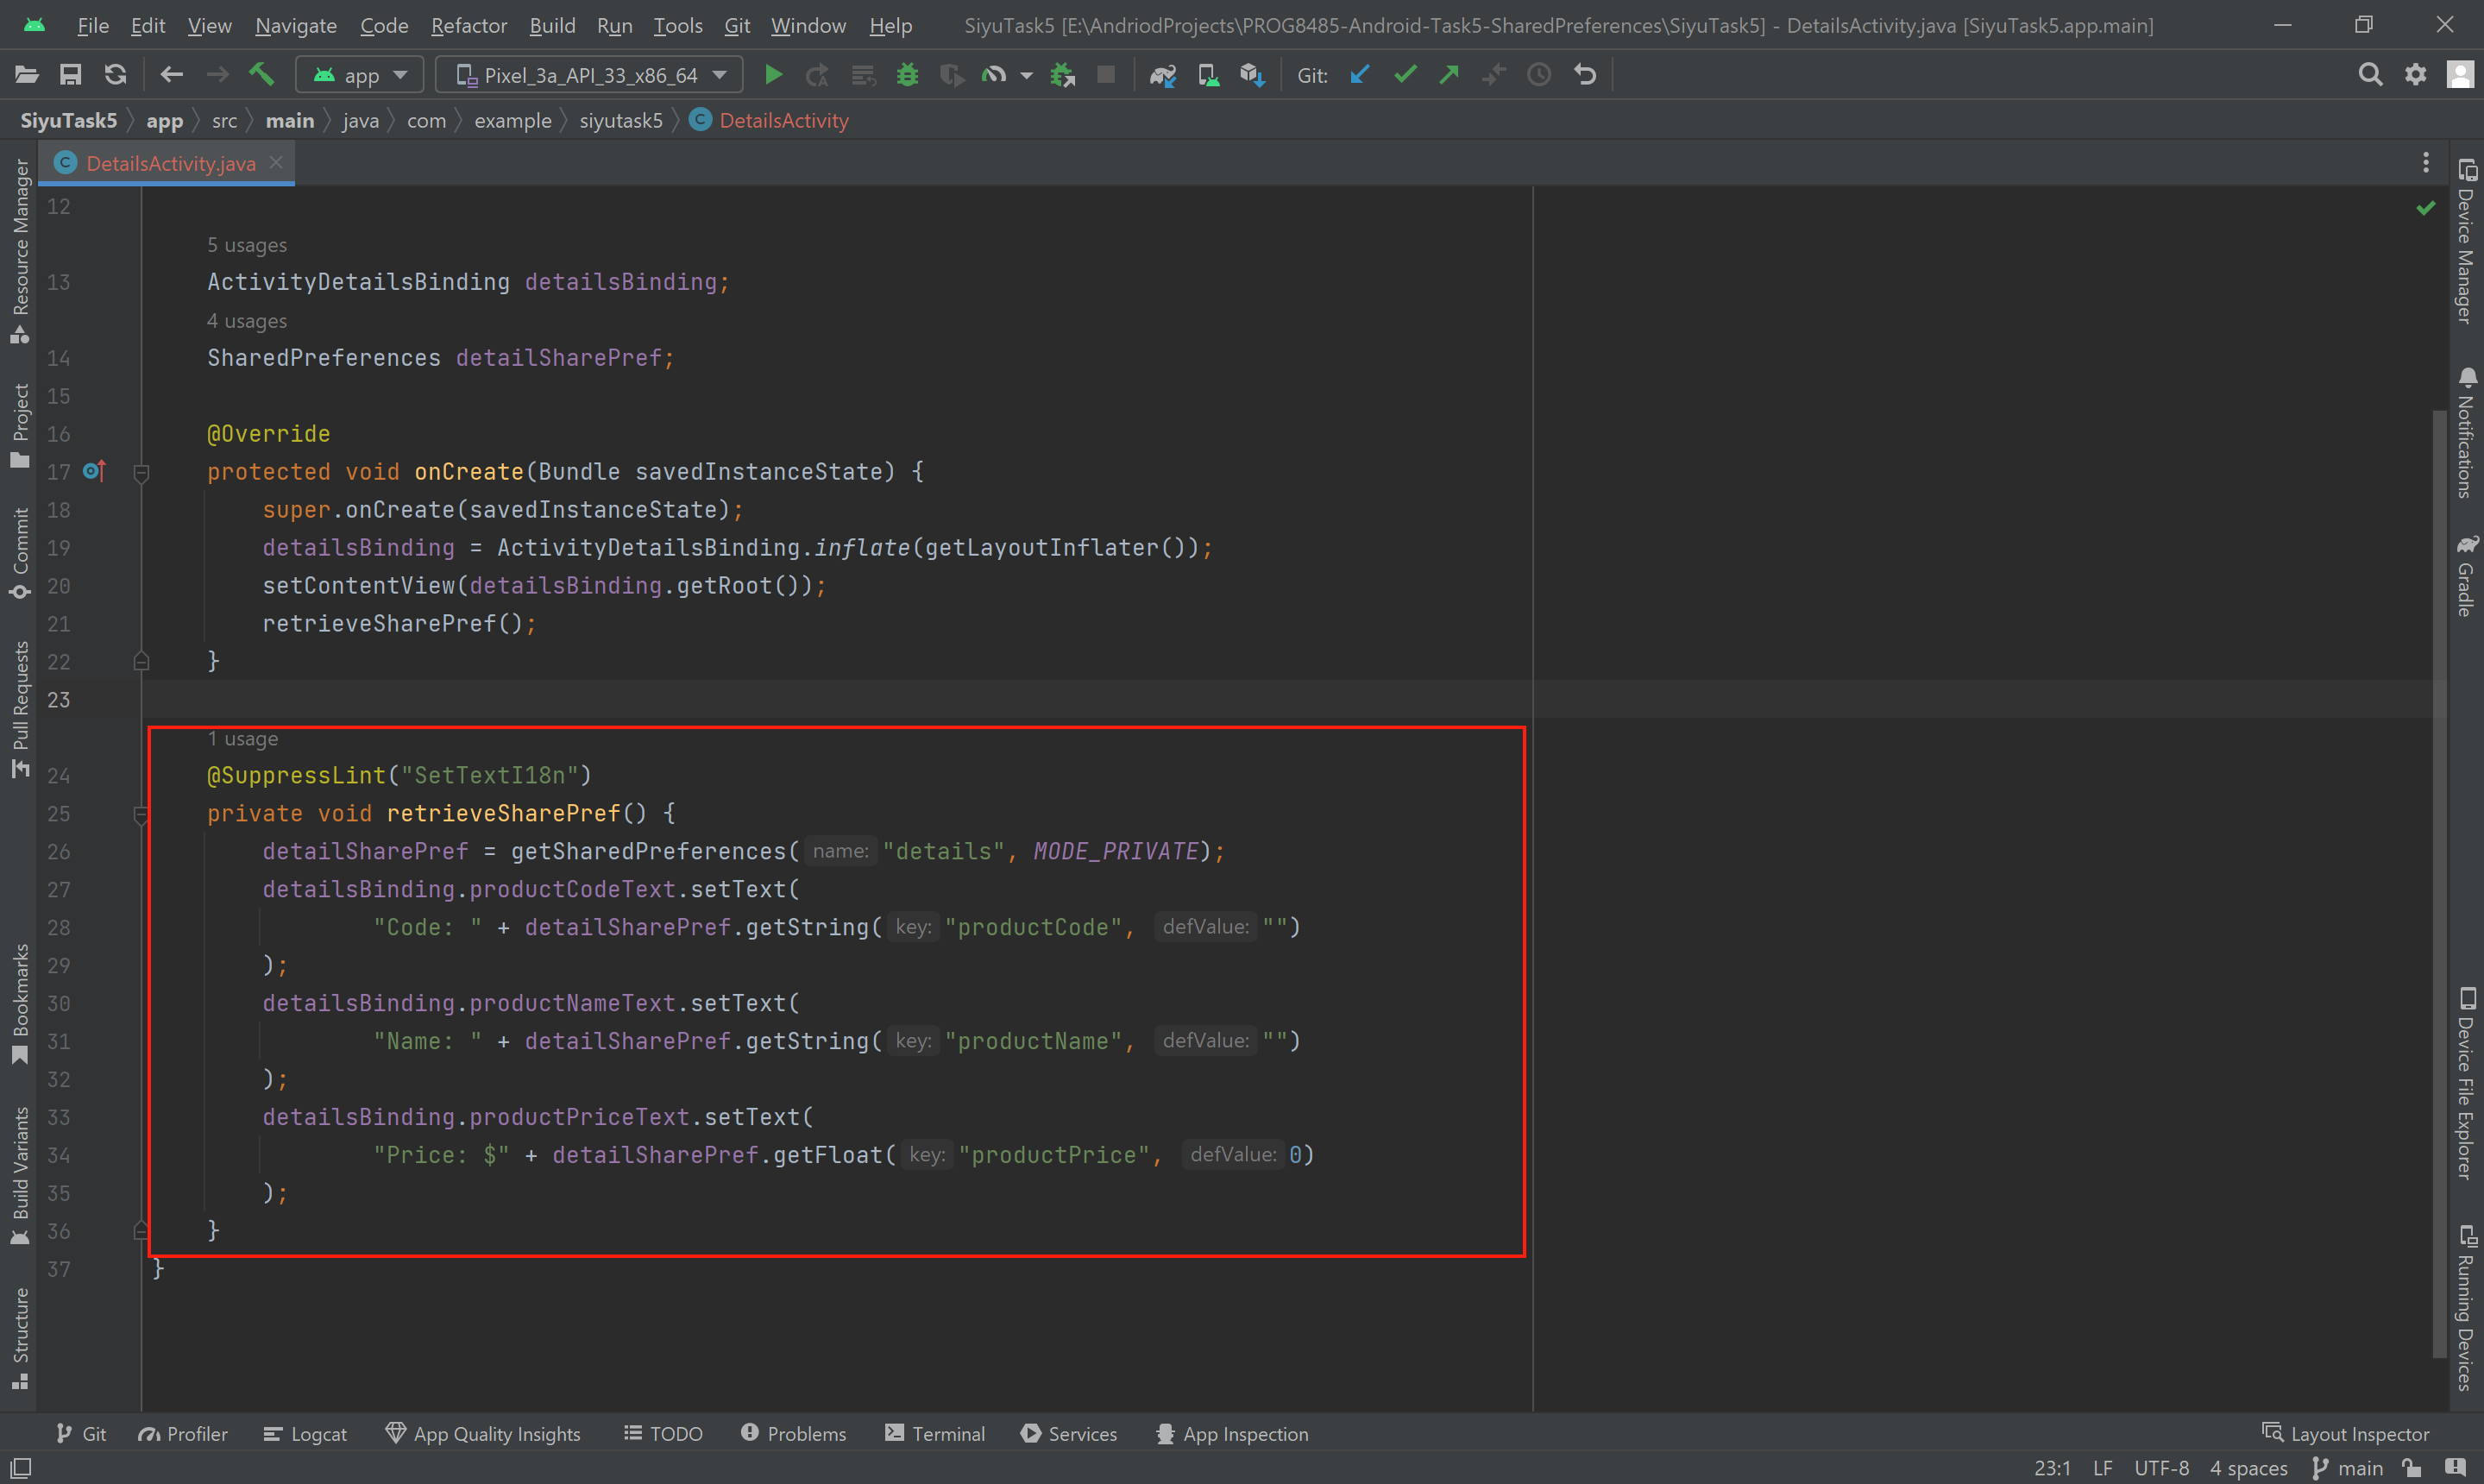 File Edit View Navigate Code Refactor Build Run Tools Git Window Help SiyuTask5 [E:\AndriodProjects\PROG8485-Android-Task5-SharedPreferences\SiyuTask5] - DetailsActivity.java [SiyuTask5.app.main]
app Pixel_3a_API_33_x86_64 Git:
SiyuTask5 app src main java com example siyutask5 DetailsActivity
DetailsActivity.java
12
5 usages
13 ActivityDetailsBinding detailsBinding;
4 usages
14 SharedPreferences detailSharePref;
15
16 @Override
17 protected void onCreate(Bundle savedInstanceState) {
18 super.onCreate(savedInstanceState);
19 detailsBinding = ActivityDetailsBinding.inflate(getLayoutInflater());
20 setContentView(detailsBinding.getRoot());
21 retrieveSharePref();
22 }
23
1 usage
24 @SuppressLint("SetTextI18n")
25 private void retrieveSharePref() {
26 detailSharePref = getSharedPreferences( name: "details", MODE_PRIVATE);
27 detailsBinding.productCodeText.setText(
28 "Code: " + detailSharePref.getString( key: "productCode", defValue: "")
29 );
30 detailsBinding.productNameText.setText(
31 "Name: " + detailSharePref.getString( key: "productName", defValue: "")
32 );
33 detailsBinding.productPriceText.setText(
34 "Price: $" + detailSharePref.getFloat( key: "productPrice", defValue: 0)
35 );
36 }
37 }
Resource Manager
Project
Commit
Pull Requests
Bookmarks
Build Variants
Structure
Device Manager
Notifications
Gradle
Device File Explorer
Running Devices
Git Profiler Logcat App Quality Insights TODO Problems Terminal Services App Inspection Layout Inspector
23:1 LF UTF-8 4 spaces main